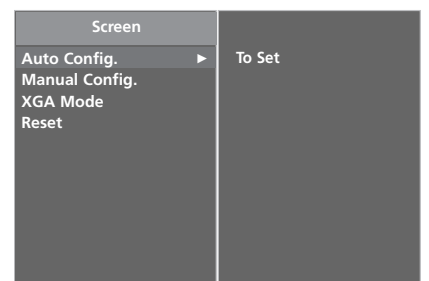 Screen
Auto Config. ► To Set
Manual Config.
XGA Mode
Reset